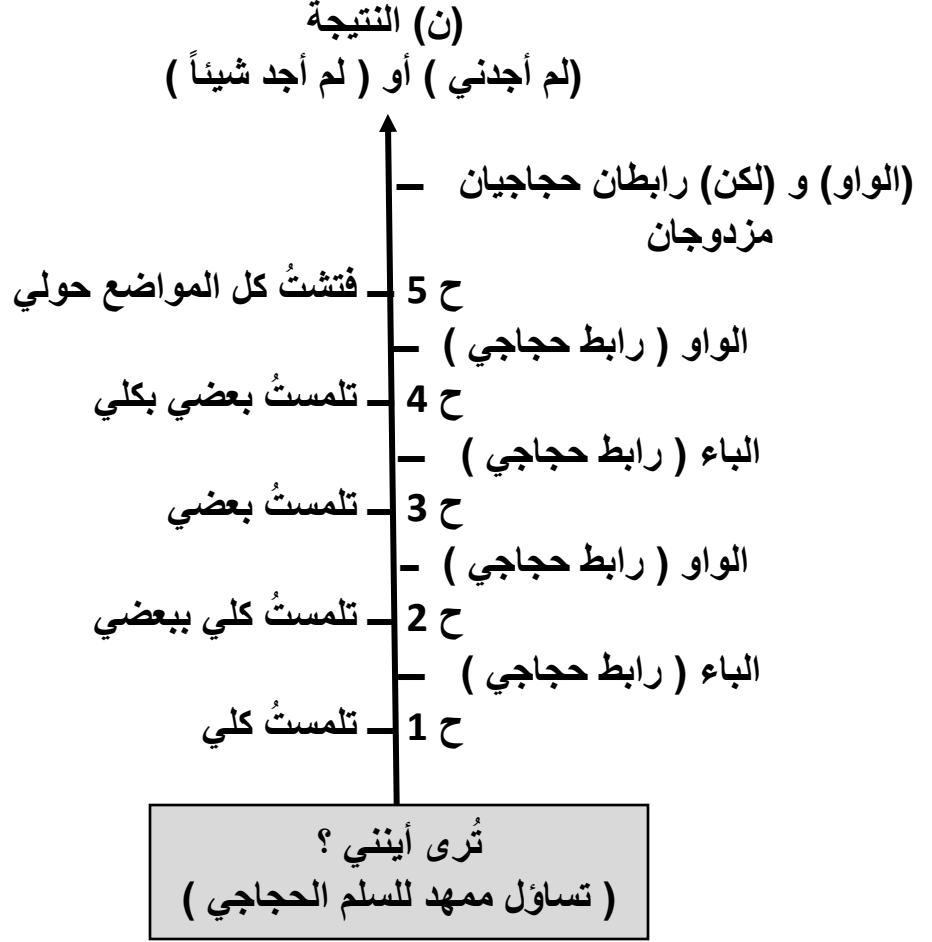 (ن) النتيجة
(لم أجدني ) أو ( لم أجد شيئاً )
(الواو) و (لكن) رابطان حجاجيان
مزدوجان
ح 5 فتشتُ كل المواضع حولي
الواو ( رابط حجاجي )
ح 4 تلمستُ بعضي بكلي
الباء ( رابط حجاجي )
ح 3 تلمستُ بعضي
الواو ( رابط حجاجي )
ح 2 تلمستُ كلي ببعضي
الباء ( رابط حجاجي )
ح 1 تلمستُ كلي
تُرى أينني ؟
( تساؤل ممهد للسلم الحجاجي )